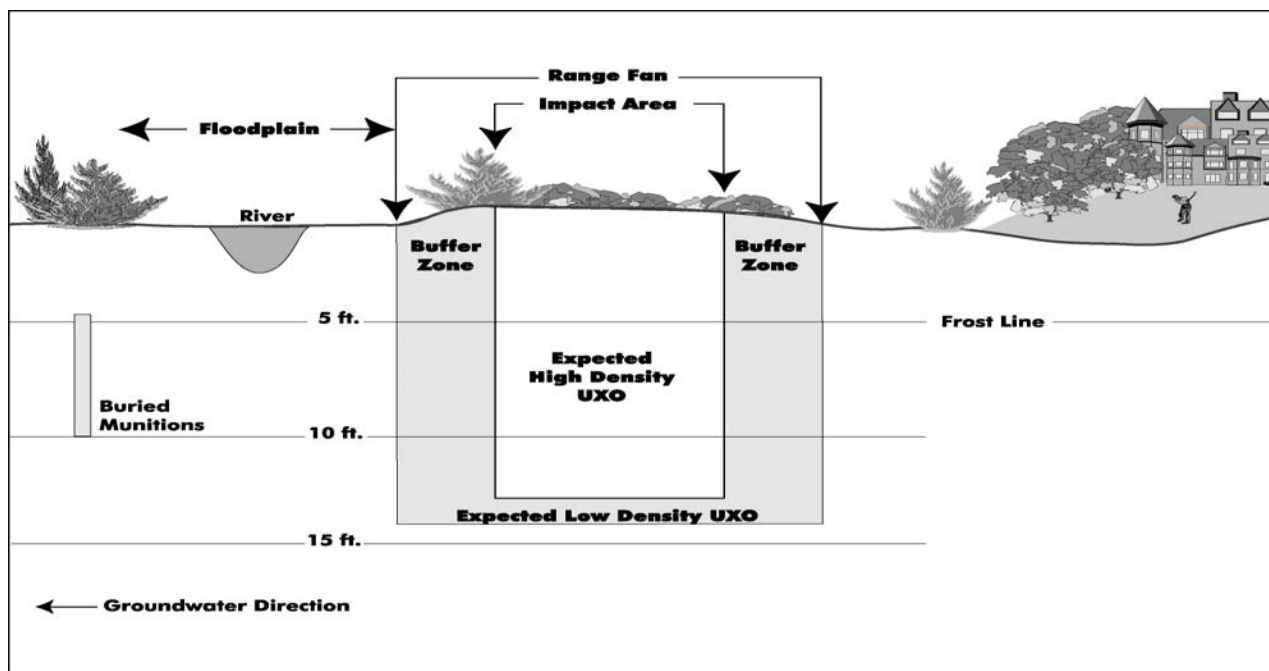 Range Fan
Impact Area
Floodplain
River
Buffer
Zone
Buffer
Zone
5 ft.
Frost Line
Expected
High Density
UXO
Buried
Munitions
10 ft.
Expected Low Density UXO
15 ft.
Groundwater Direction